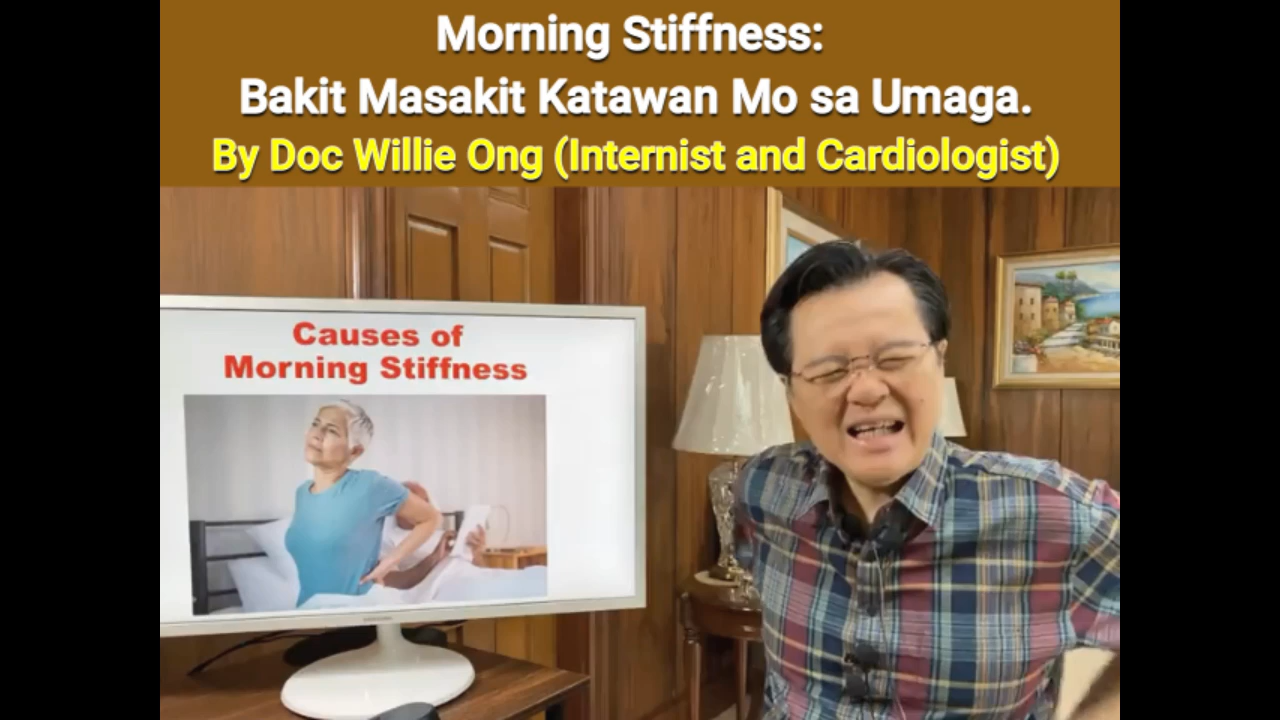 Morning Stiffness:
Bakit Masakit Katawan Mo sa Umaga.
By Doc Willie Ong (Internist and Cardiologist)
Causes of
Morning Stiffness